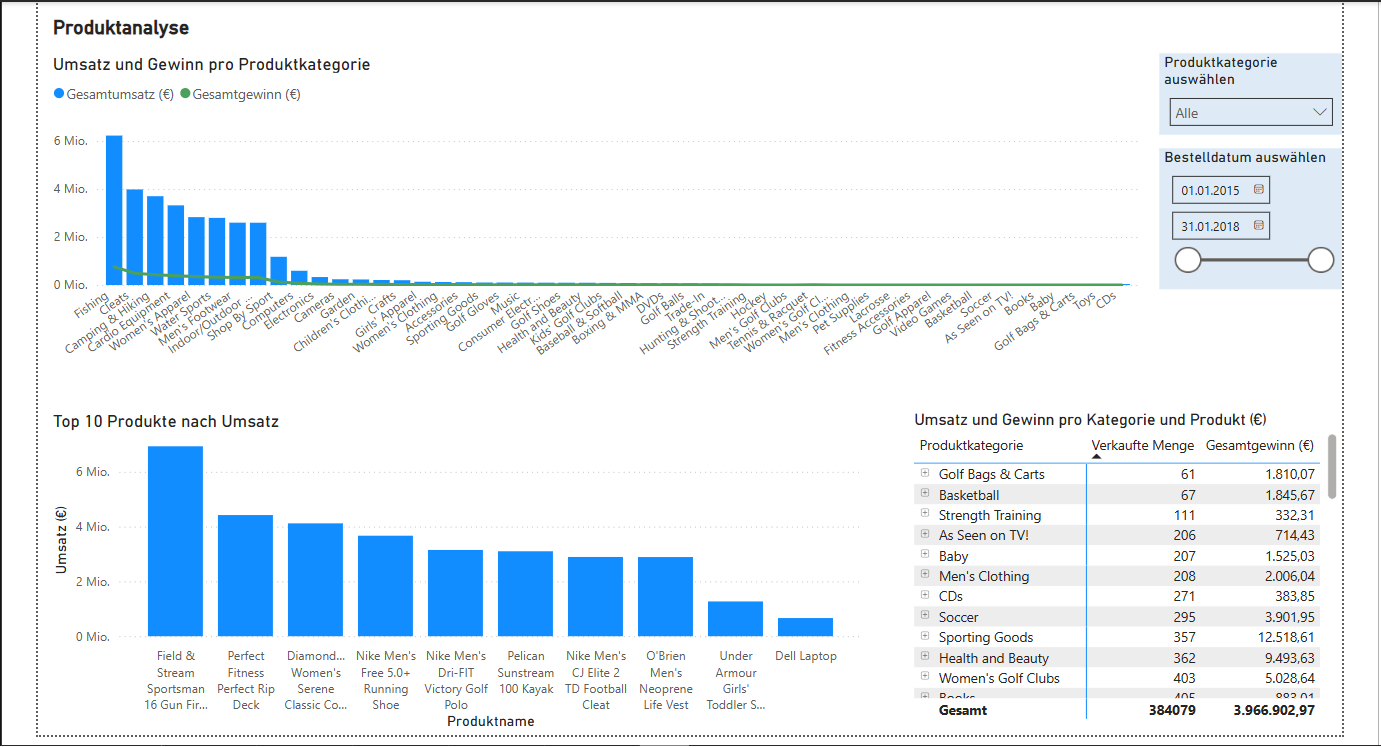 Produktanalyse
Umsatz und Gewinn pro Produktkategorie
Gesamtumsatz (€) Gesamtgewinn (€)
6 Mio.
4 Mio.
2 Mio.
0 Mio.
Fishing
Cleats
Camping & Hiking
Cardio Equipment
Women's Apparel
Water Sports
Men's Footwear
Indoor/Outdoor ...
Shop By Sport
Computers
Electronics
Cameras
Garden
Children's Clothi...
Crafts
Girls' Apparel
Women's Clothing
Accessories
Sporting Goods
Golf Gloves
Music
Consumer Electr...
Golf Shoes
Health and Beauty
Kids' Golf Clubs
Baseball & Softball
Boxing & MMA
DVDs
Golf Balls
Trade-In
Hunting & Shoot...
Strength Training
Hockey
Men's Golf Clubs
Tennis & Racquet
Women's Golf Cl...
Men's Clothing
Pet Supplies
Lacrosse
Fitness Accessories
Golf Apparel
Video Games
Basketball
Soccer
As Seen on TV!
Books
Baby
Golf Bags & Carts
Toys
CDs
Produktkategorie
auswählen
Alle
Bestelldatum auswählen
01.01.2015
31.01.2018
Top 10 Produkte nach Umsatz
Umsatz (€)
6 Mio.
4 Mio.
2 Mio.
0 Mio.
Field &
Stream
Sportsman
16 Gun Fir...
Perfect
Fitness
Perfect Rip
Deck
Diamond...
Women's
Serene
Classic Co...
Nike Men's
Free 5.0+
Running
Shoe
Nike Men's
Dri-FIT
Victory Golf
Polo
Pelican
Sunstream
100 Kayak
Nike Men's
CJ Elite 2
TD Football
Cleat
O'Brien
Men's
Neoprene
Life Vest
Under
Armour
Girls'
Toddler S...
Dell Laptop
Produktname
Umsatz und Gewinn pro Kategorie und Produkt (€)
Produktkategorie Verkaufte Menge Gesamtgewinn (€)
Golf Bags & Carts 61 1.810,07
Basketball 67 1.845,67
Strength Training 111 332,31
As Seen on TV! 206 714,43
Baby 207 1.525,03
Men's Clothing 208 2.006,04
CDs 271 383,85
Soccer 295 3.901,95
Sporting Goods 357 12.518,61
Health and Beauty 362 9.493,63
Women's Golf Clubs 403 5.028,64
Books 405 883,01
Gesamt 384079 3.966.902,97